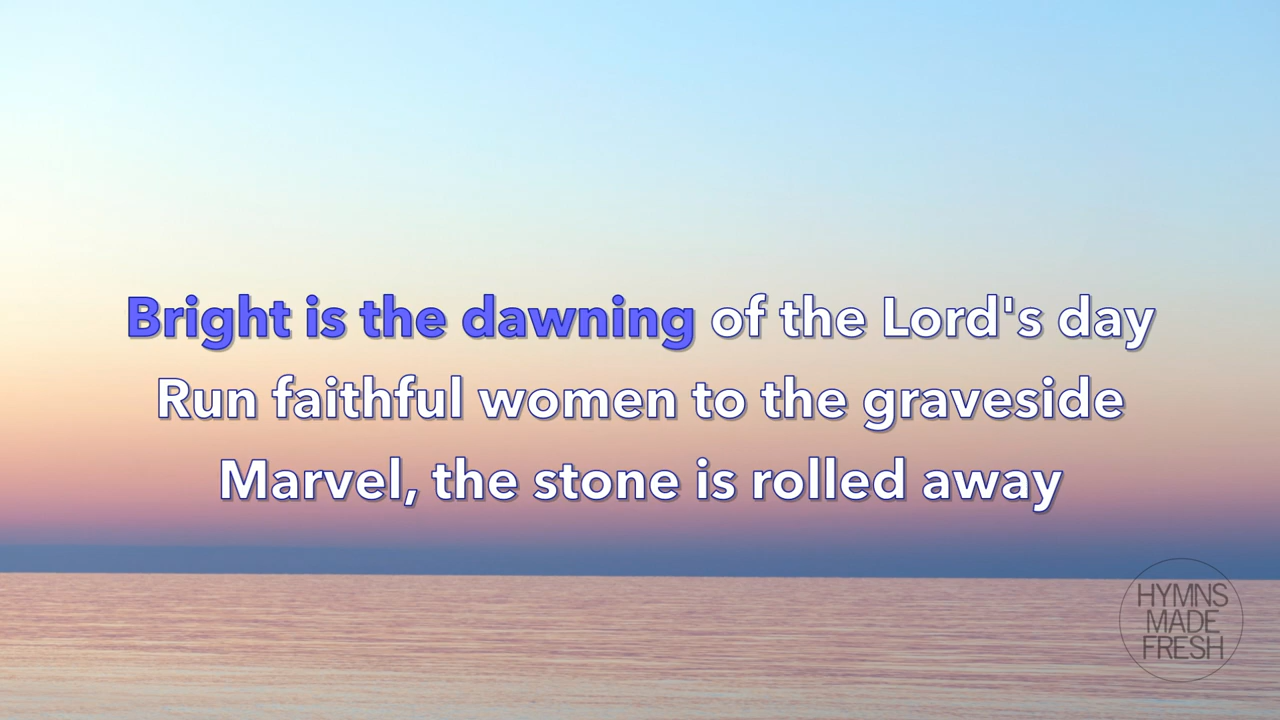 Bright is the dawning of the Lord's day
Run faithful women to the graveside
Marvel, the stone is rolled away
HYMNS
MADE
FRESH